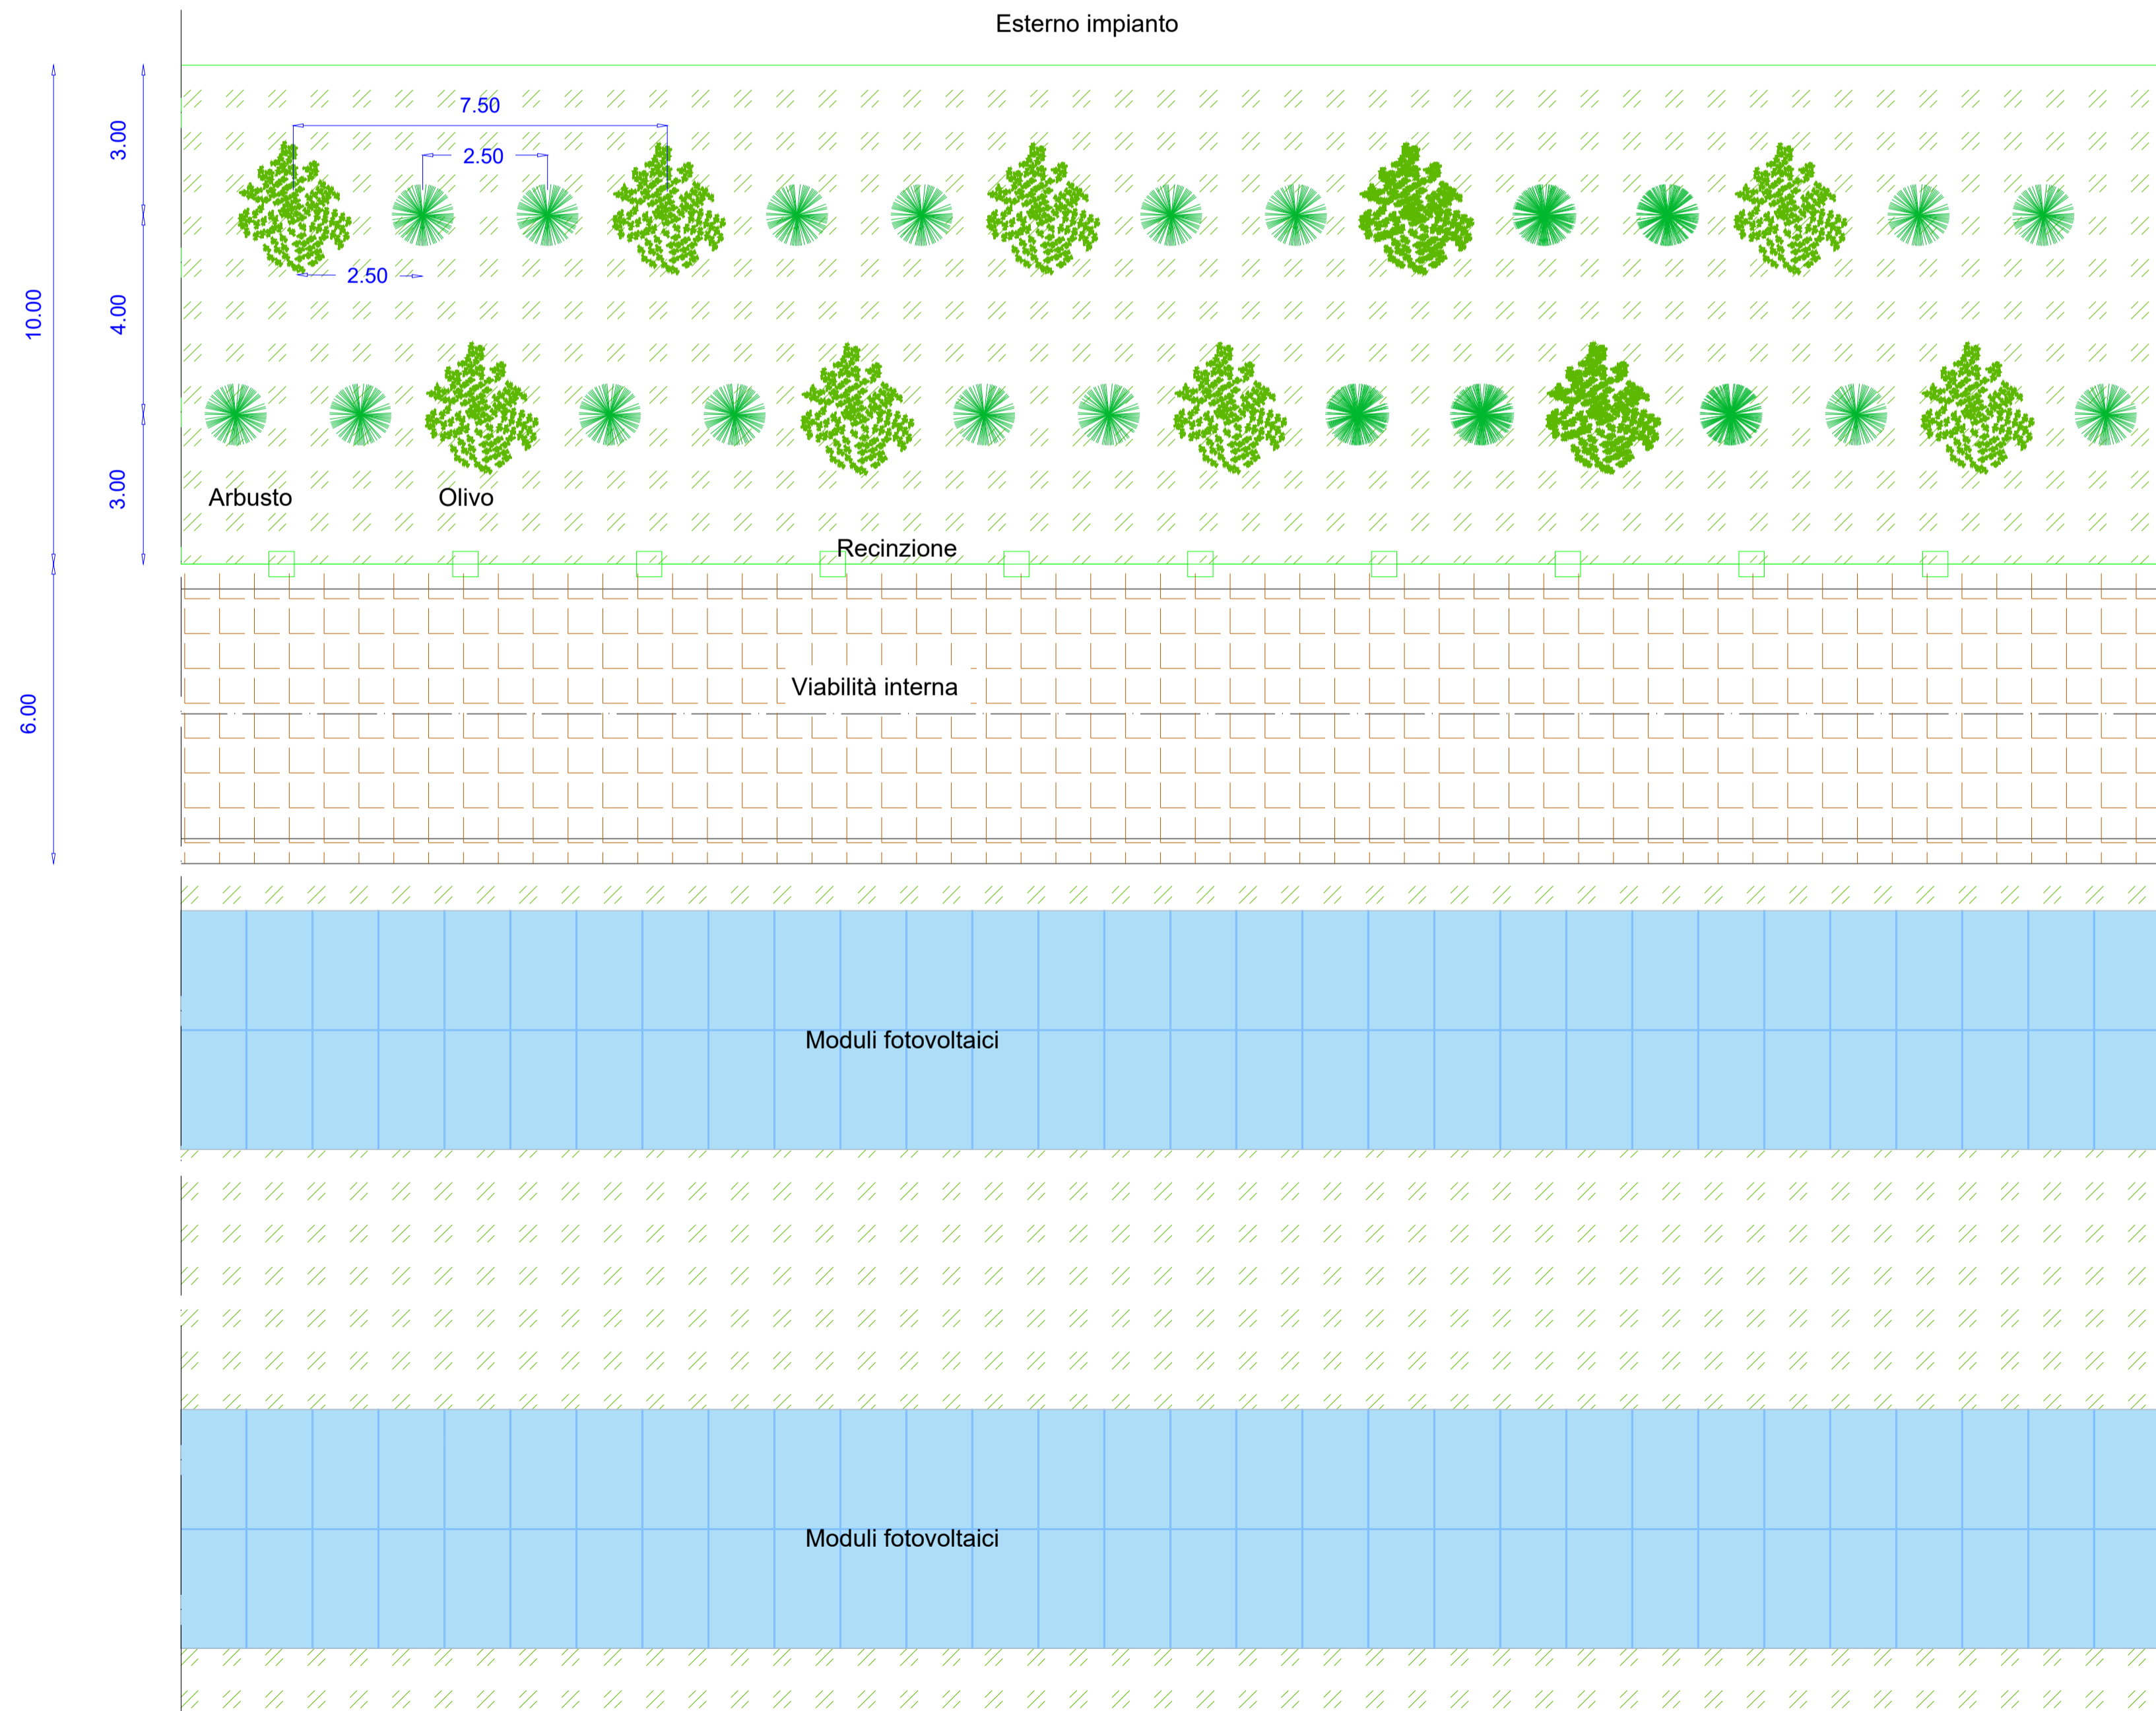 Esterno impianto
7.50
3.00
2.50
2.50
10.00
4.00
3.00
Arbusto
Olivo
Recinzione
Viabilità interna
6.00
Moduli fotovoltaici
Moduli fotovoltaici